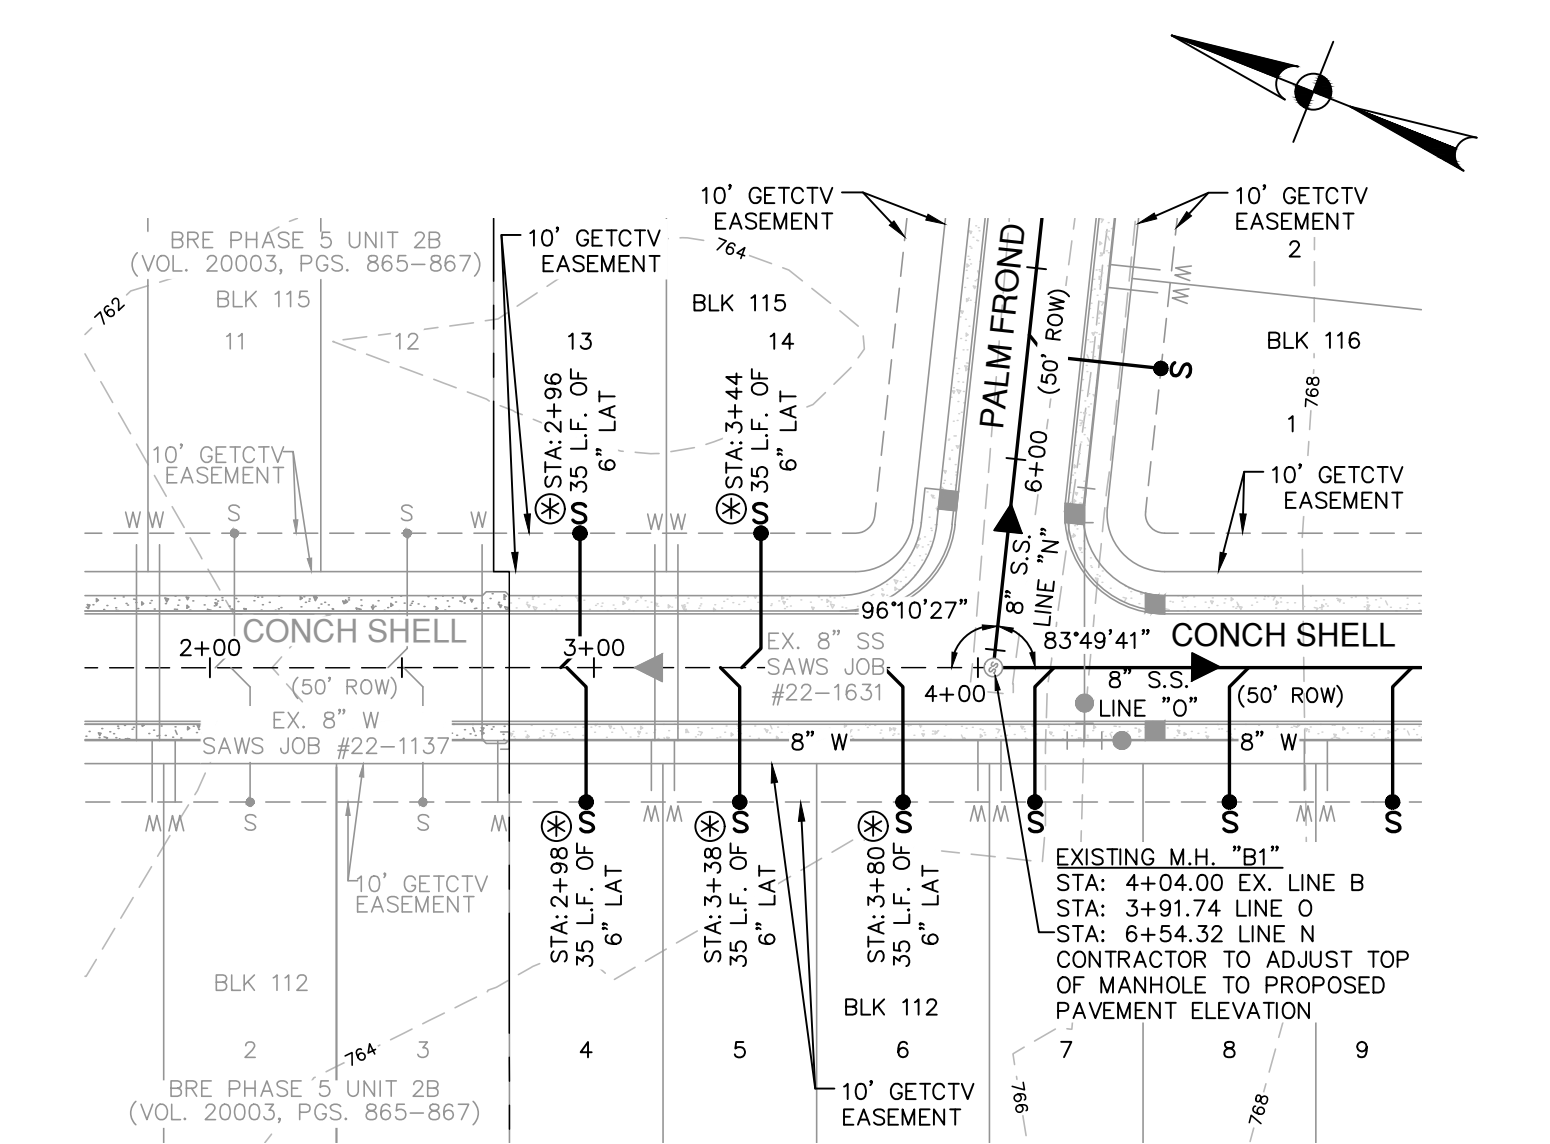 10' GETCTV
EASEMENT
10' GETCTV
EASEMENT
2
BRE PHASE 5 UNIT 2B
(VOL. 20003, PGS. 865-867)
BLK 115
11
12
762
10' GETCTV
EASEMENT
764
BLK 115
13
14
PALM FROND
(50' ROW)
W
W
BLK 116
768
1
S
10' GETCTV
EASEMENT
10' GETCTV
EASEMENT
STA: 2+96
35 L.F. OF
6" LAT
STA: 3+44
35 L.F. OF
6" LAT
6+00
W W
S
S
W
S
W W
S
8" S.S.
LINE "N"
96°10'27"
83°49'41"
CONCH SHELL
CONCH SHELL
2+00
3+00
EX. 8" SS
SAWS JOB
#22-1631
4+00
(50' ROW)
8" S.S.
LINE "O"
(50' ROW)
EX. 8" W
SAWS JOB #22-1137
8" W
8" W
W W
S
S
W
S
W W
S
S
W W
S
S
W W
S
10' GETCTV
EASEMENT
STA: 2+98
35 L.F. OF
6" LAT
STA: 3+38
35 L.F. OF
6" LAT
STA: 3+80
35 L.F. OF
6" LAT
EXISTING M.H. "B1"
STA: 4+04.00 EX. LINE B
STA: 3+91.74 LINE O
STA: 6+54.32 LINE N
CONTRACTOR TO ADJUST TOP
OF MANHOLE TO PROPOSED
PAVEMENT ELEVATION
BLK 112
BLK 112
2
764
3
4
5
6
7
8
9
BRE PHASE 5 UNIT 2B
(VOL. 20003, PGS. 865-867)
10' GETCTV
EASEMENT
766
768